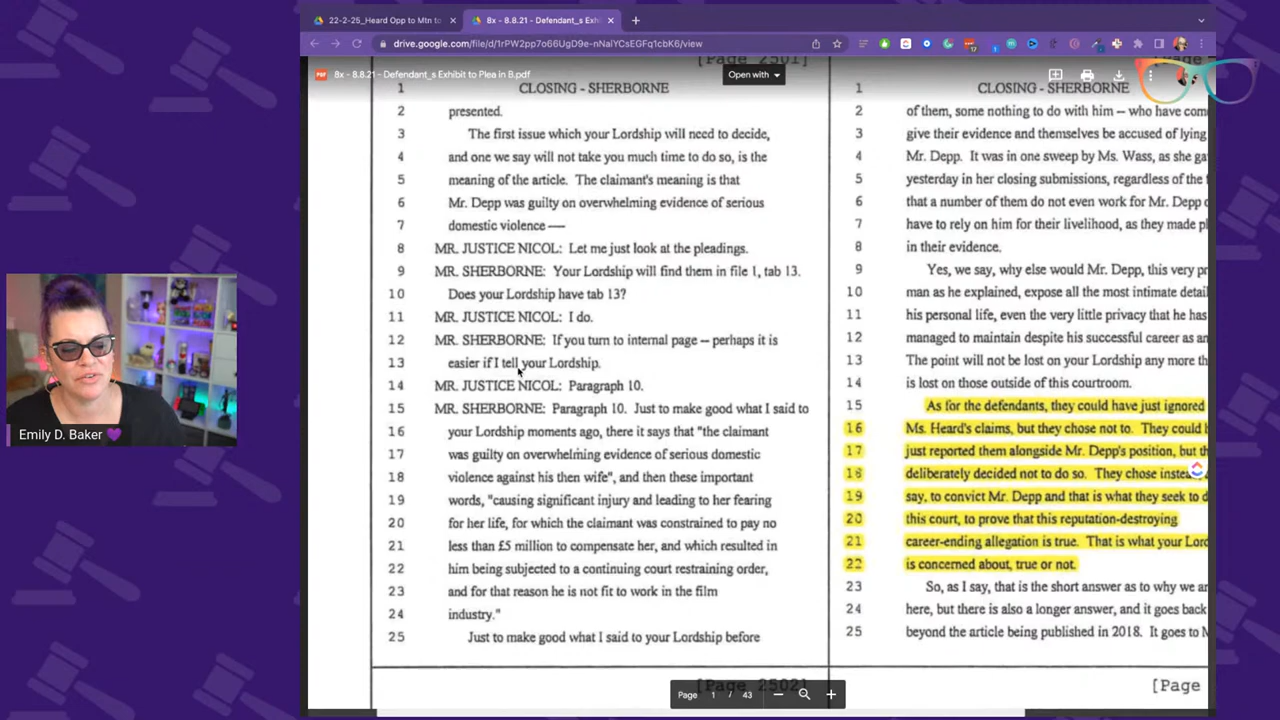 22-2-25_Heard Opp to Mtn to
8x - 8.8.21 - Defendant_s Exhi
drive.google.com/file/d/1rPW2pp7o66UgD9e-nNalYCsEGFq1cbK6/view
[Page 2501]
8x - 8.8.21 - Defendant_s Exhibit to Plea in B.pdf
Open with
1 CLOSING - SHERBORNE
2 presented.
3 The first issue which your Lordship will need to decide,
4 and one we say will not take you much time to do so, is the
5 meaning of the article. The claimant's meaning is that
6 Mr. Depp was guilty on overwhelming evidence of serious
7 domestic violence —
8 MR. JUSTICE NICOL: Let me just look at the pleadings.
9 MR. SHERBORNE: Your Lordship will find them in file 1, tab 13.
10 Does your Lordship have tab 13?
11 MR. JUSTICE NICOL: I do.
12 MR. SHERBORNE: If you turn to internal page -- perhaps it is
13 easier if I tell your Lordship.
14 MR. JUSTICE NICOL: Paragraph 10.
15 MR. SHERBORNE: Paragraph 10. Just to make good what I said to
16 your Lordship moments ago, there it says that "the claimant
17 was guilty on overwhelming evidence of serious domestic
18 violence against his then wife", and then these important
19 words, "causing significant injury and leading to her fearing
20 for her life, for which the claimant was constrained to pay no
21 less than £5 million to compensate her, and which resulted in
22 him being subjected to a continuing court restraining order,
23 and for that reason he is not fit to work in the film
24 industry."
25 Just to make good what I said to your Lordship before
[Page 2502]
1 CLOSING - SHERBORNE
2 of them, some nothing to do with him -- who have com
3 give their evidence and themselves be accused of lying
4 Mr. Depp. It was in one sweep by Ms. Wass, as she ga
5 yesterday in her closing submissions, regardless of the
6 that a number of them do not even work for Mr. Depp
7 have to rely on him for their livelihood, as they made pl
8 in their evidence.
9 Yes, we say, why else would Mr. Depp, this very pr
10 man as he explained, expose all the most intimate detai
11 his personal life, even the very little privacy that he has
12 managed to maintain despite his successful career as an
13 The point will not be lost on your Lordship any more th
14 is lost on those outside of this courtroom.
15 As for the defendants, they could have just ignored
16 Ms. Heard's claims, but they chose not to. They could
17 just reported them alongside Mr. Depp's position, but th
18 deliberately decided not to do so. They chose inste
19 say, to convict Mr. Depp and that is what they seek to d
20 this court, to prove that this reputation-destroying
21 career-ending allegation is true. That is what your Lor
22 is concerned about, true or not.
23 So, as I say, that is the short answer as to why we ar
24 here, but there is also a longer answer, and it goes back
25 beyond the article being published in 2018. It goes to
[Page
Page 1 / 43
Emily D. Baker